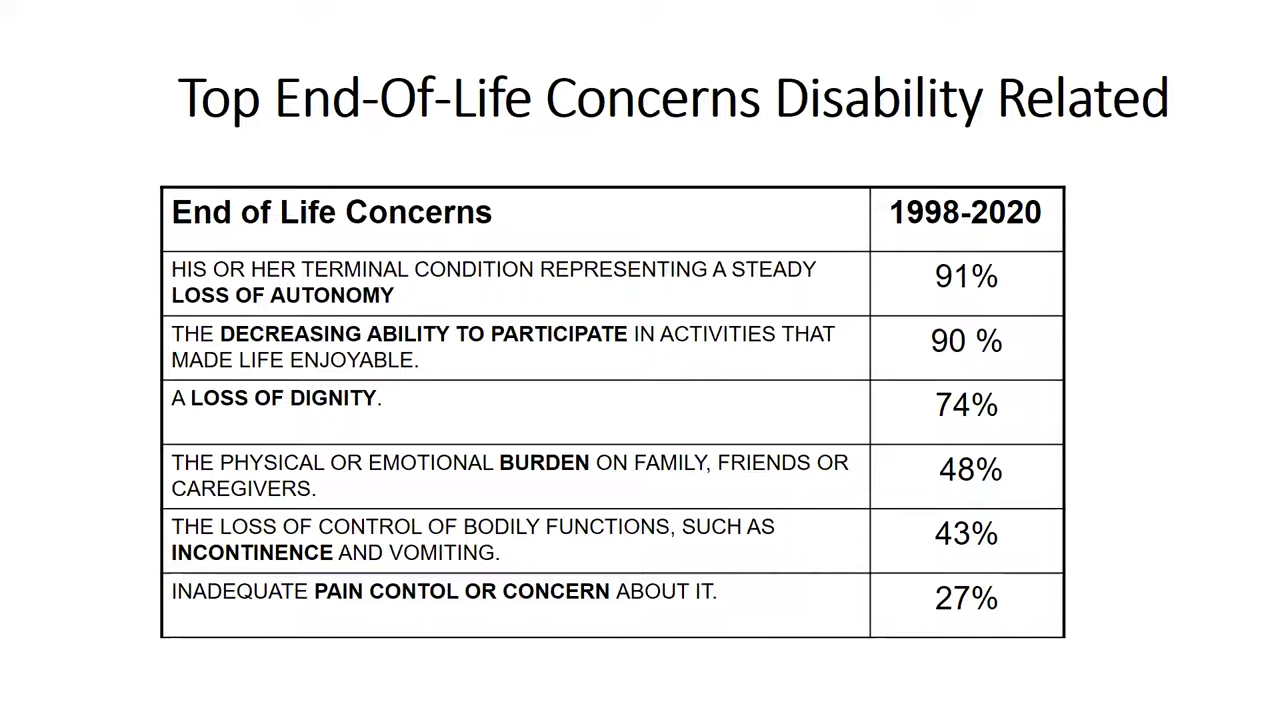 Top End-Of-Life Concerns Disability Related
End of Life Concerns 1998-2020
HIS OR HER TERMINAL CONDITION REPRESENTING A STEADY
LOSS OF AUTONOMY
91%
THE DECREASING ABILITY TO PARTICIPATE IN ACTIVITIES THAT
MADE LIFE ENJOYABLE.
90 %
A LOSS OF DIGNITY.
74%
THE PHYSICAL OR EMOTIONAL BURDEN ON FAMILY, FRIENDS OR
CAREGIVERS.
48%
THE LOSS OF CONTROL OF BODILY FUNCTIONS, SUCH AS
INCONTINENCE AND VOMITING.
43%
INADEQUATE PAIN CONTOL OR CONCERN ABOUT IT.
27%